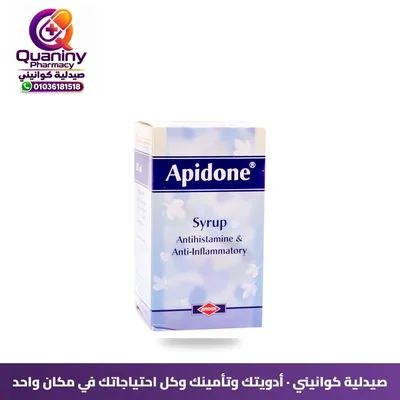 Quaniny
Pharmacy
صيدلية كوانيني
01036181518
Apidone®
Syrup
Antihistamine &
Anti-Inflammatory
صيدلية كوانيني - أدويتك وتأمينك وكل احتياجاتك في مكان واحد